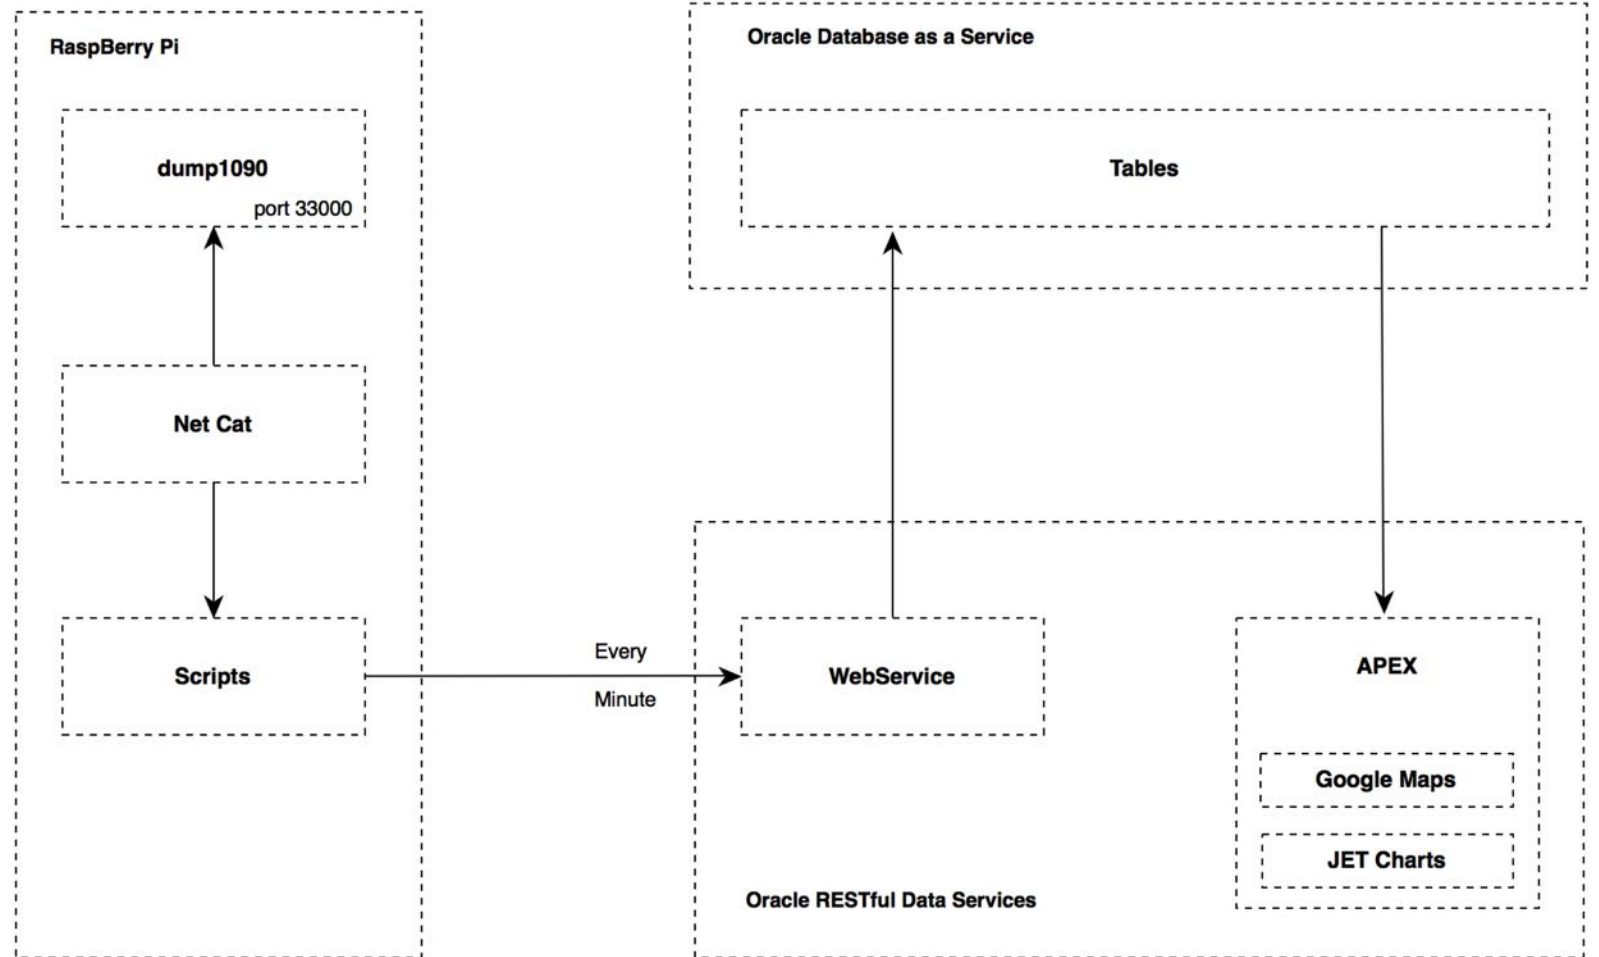 RaspBerry Pi
dump1090
port 33000
Net Cat
Scripts
Every
Minute
Oracle Database as a Service
Tables
WebService
APEX
Google Maps
JET Charts
Oracle RESTful Data Services